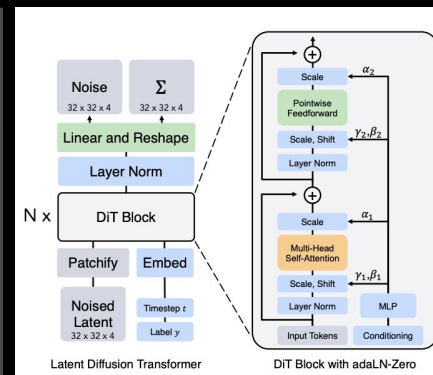 Noise
32 x 32 x 4
Σ
32 x 32 x 4
Linear and Reshape
Layer Norm
N x
DiT Block
Patchify
Embed
Noised
Latent
32 x 32 x 4
Timestep t
Label y
Latent Diffusion Transformer
+
Scale
α₂
Pointwise
Feedforward
Scale, Shift
γ₂,β₂
Layer Norm
+
Scale
α₁
Multi-Head
Self-Attention
Scale, Shift
γ₁,β₁
Layer Norm
MLP
Input Tokens
Conditioning
DiT Block with adaLN-Zero